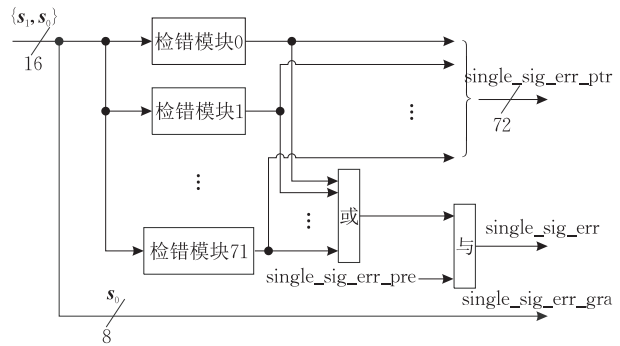 {s₁, s₀}
16
检错模块0
检错模块1
⋮
检错模块71
⋮
single_sig_err_ptr
72
⋮
或
与
single_sig_err_pre
single_sig_err
s₀
8
single_sig_err_gra